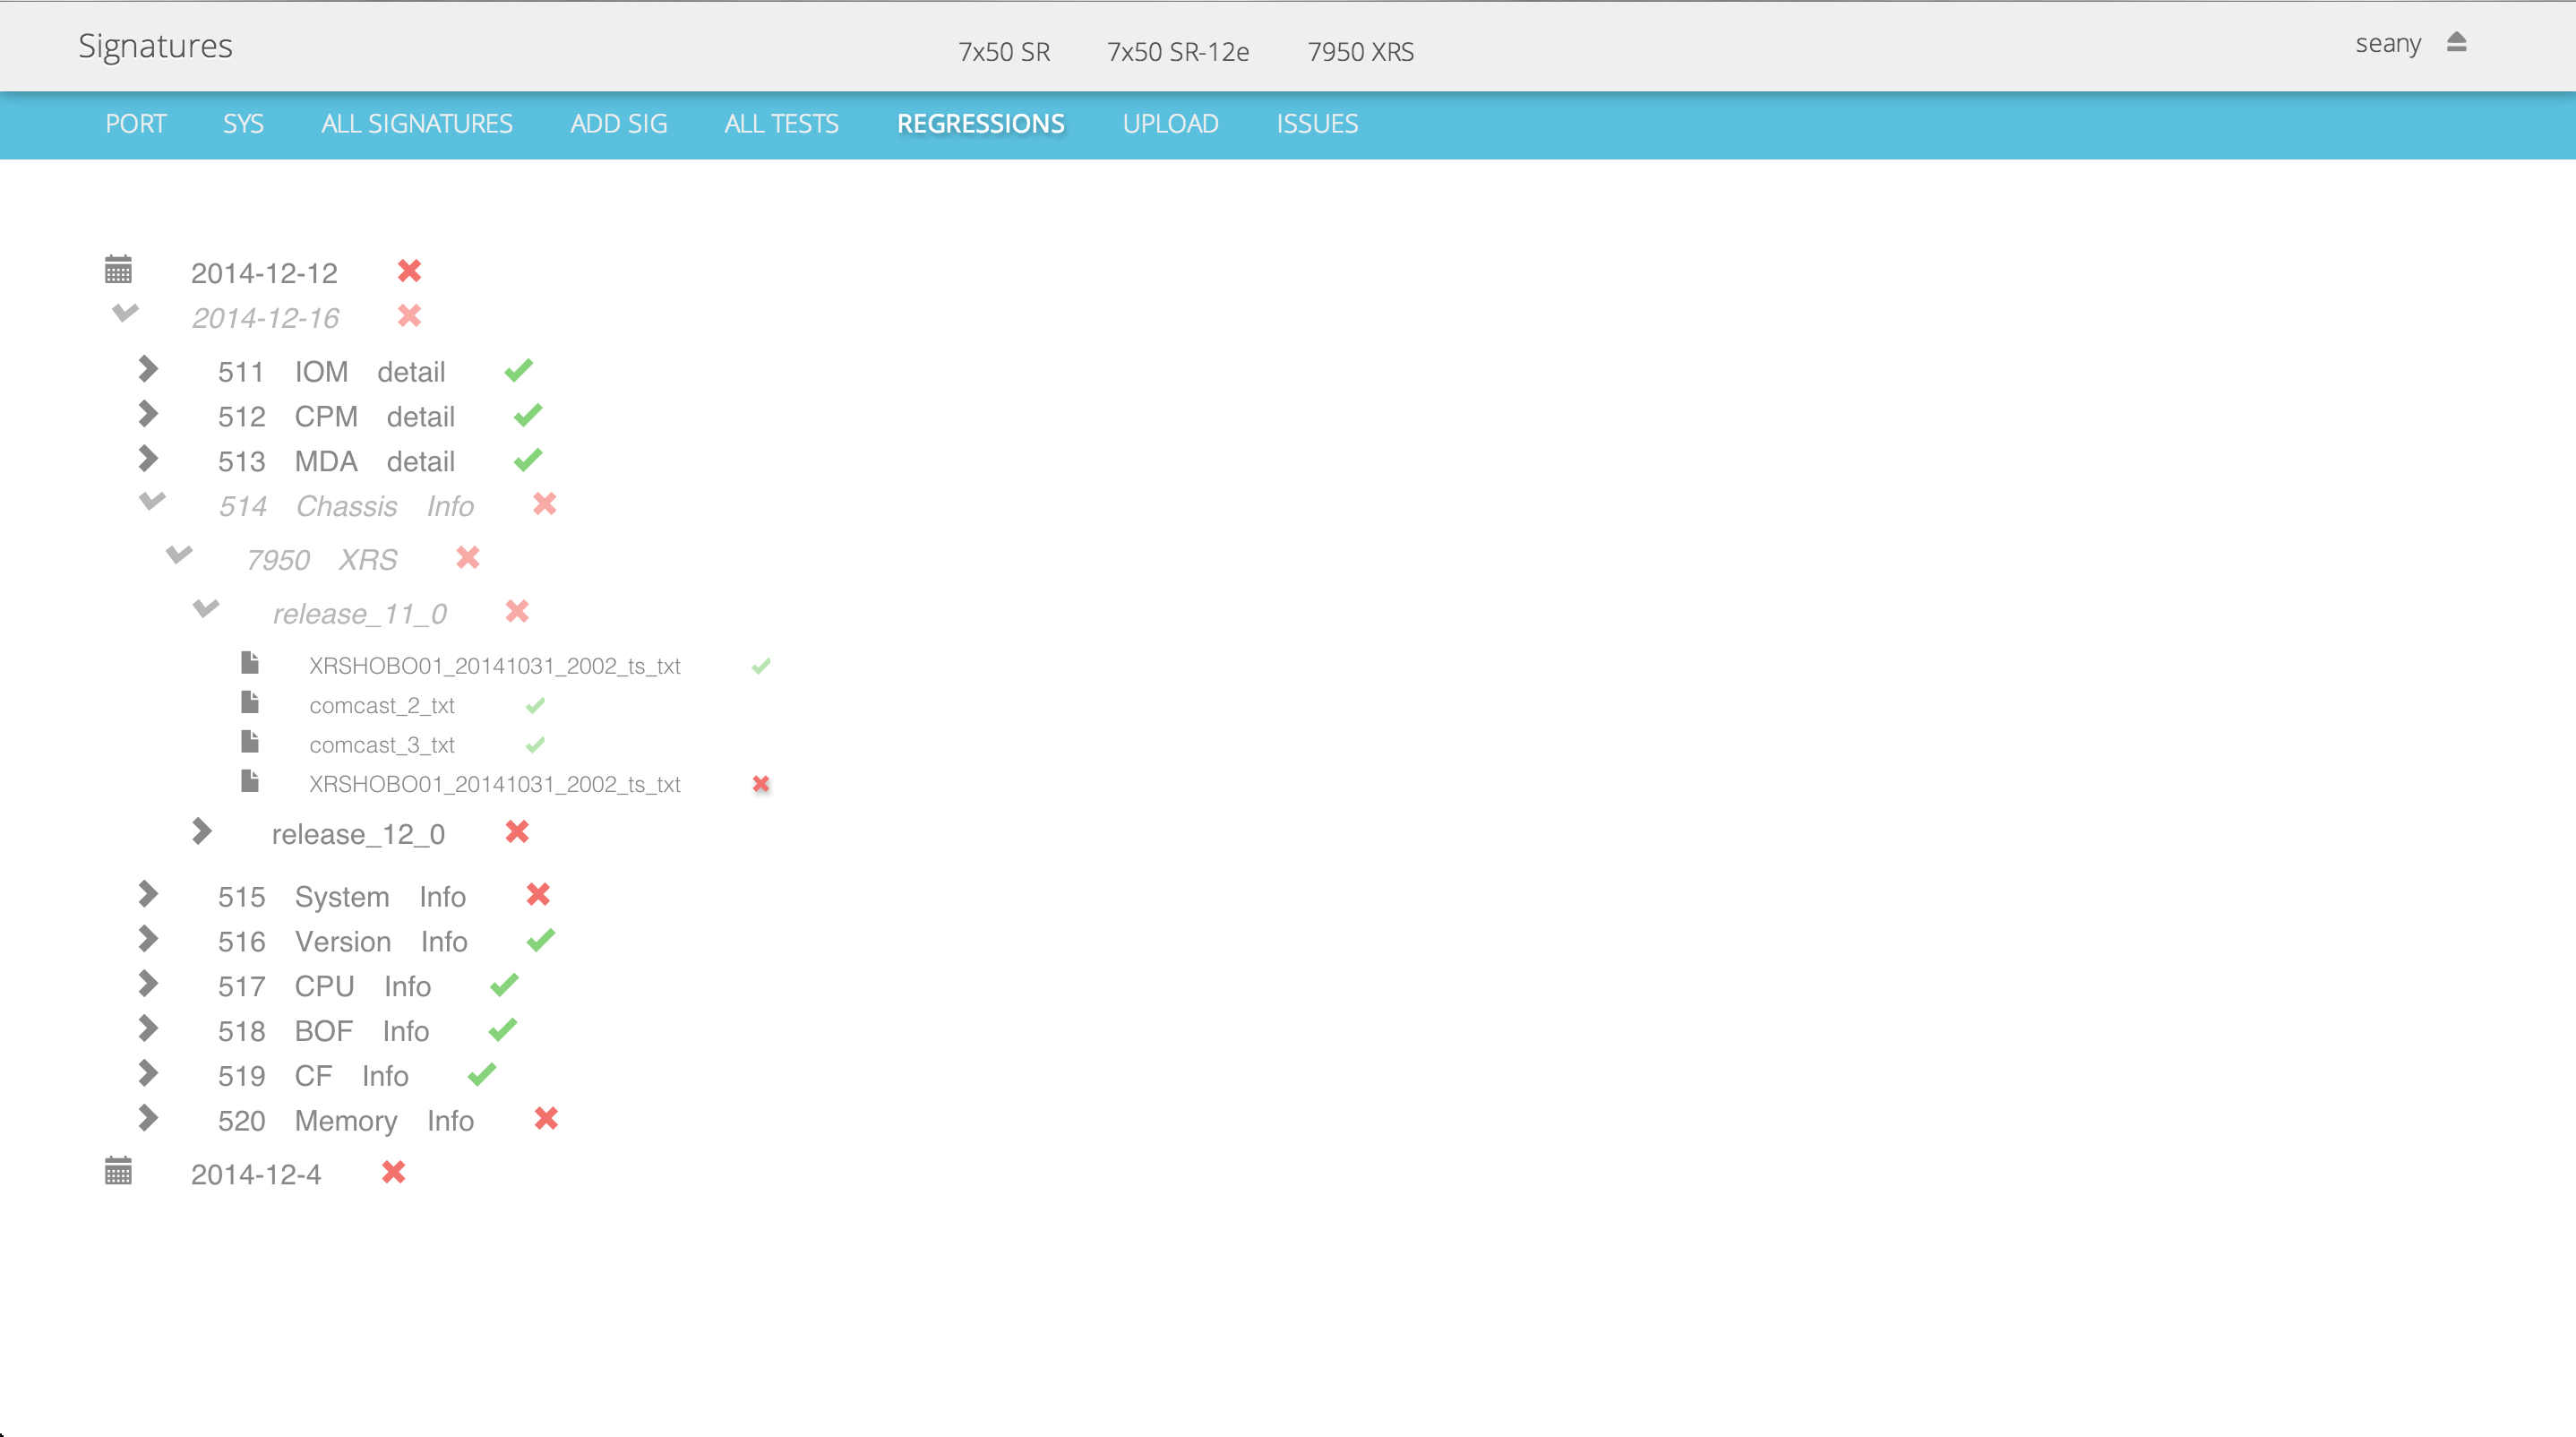 Signatures 7x50 SR 7x50 SR-12e 7950 XRS seany
PORT SYS ALL SIGNATURES ADD SIG ALL TESTS REGRESSIONS UPLOAD ISSUES
2014-12-12
2014-12-16
511 IOM detail
512 CPM detail
513 MDA detail
514 Chassis Info
7950 XRS
release_11_0
XRSHOBO01_20141031_2002_ts_txt
comcast_2_txt
comcast_3_txt
XRSHOBO01_20141031_2002_ts_txt
release_12_0
515 System Info
516 Version Info
517 CPU Info
518 BOF Info
519 CF Info
520 Memory Info
2014-12-4